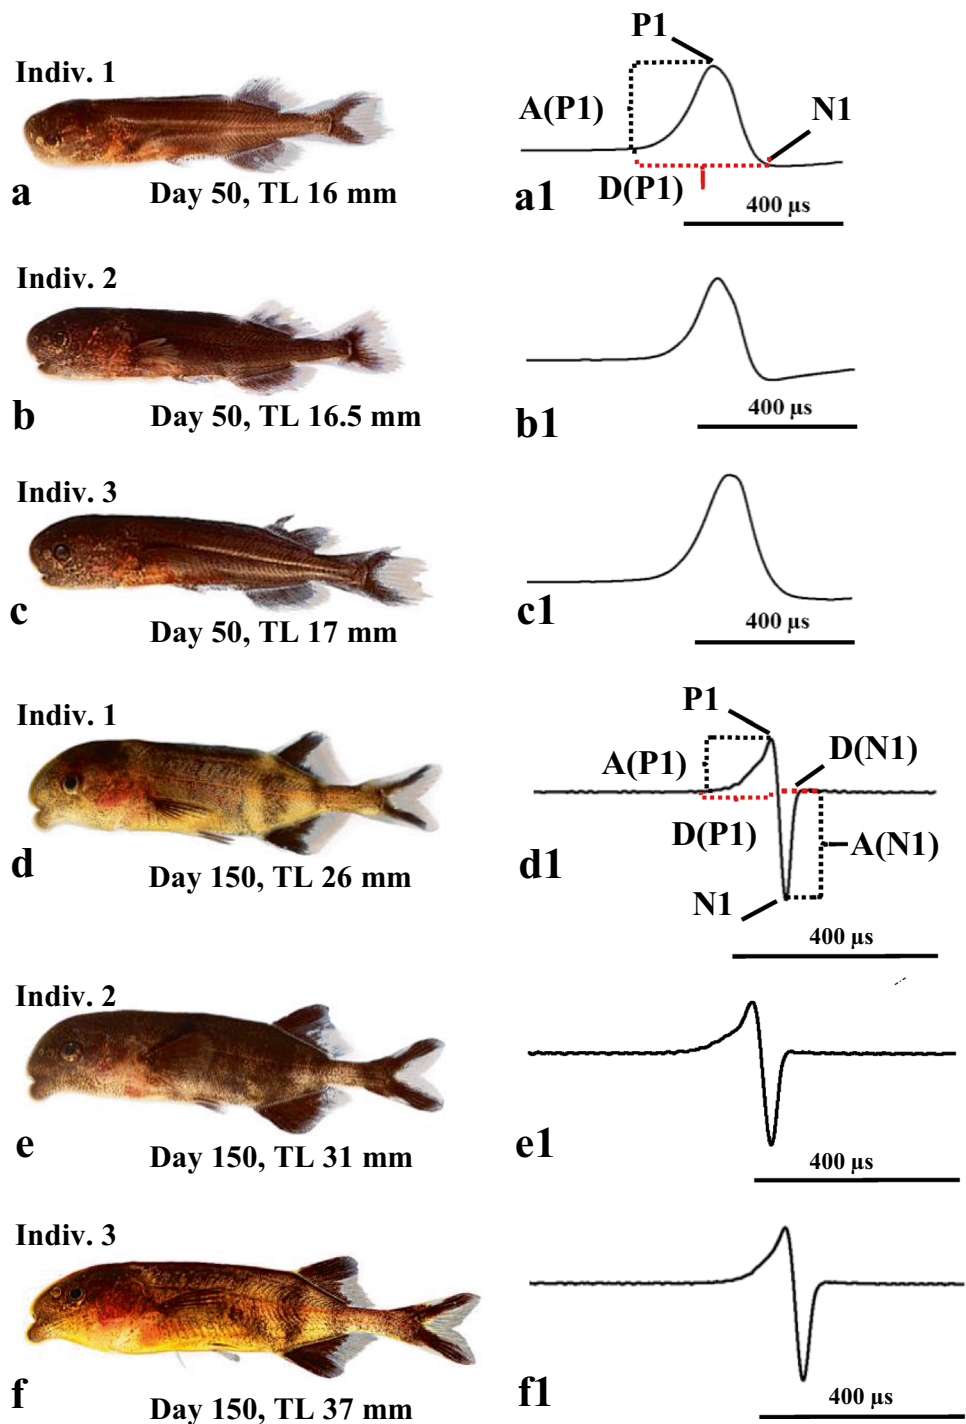 Indiv. 1
a
Day 50, TL 16 mm
P1
A(P1)
N1
D(P1)
a1
400 µs
Indiv. 2
b
Day 50, TL 16.5 mm
b1
400 µs
Indiv. 3
c
Day 50, TL 17 mm
c1
400 µs
Indiv. 1
d
Day 150, TL 26 mm
P1
A(P1)
D(N1)
D(P1)
A(N1)
d1
N1
400 µs
Indiv. 2
e
Day 150, TL 31 mm
e1
400 µs
Indiv. 3
f
Day 150, TL 37 mm
f1
400 µs